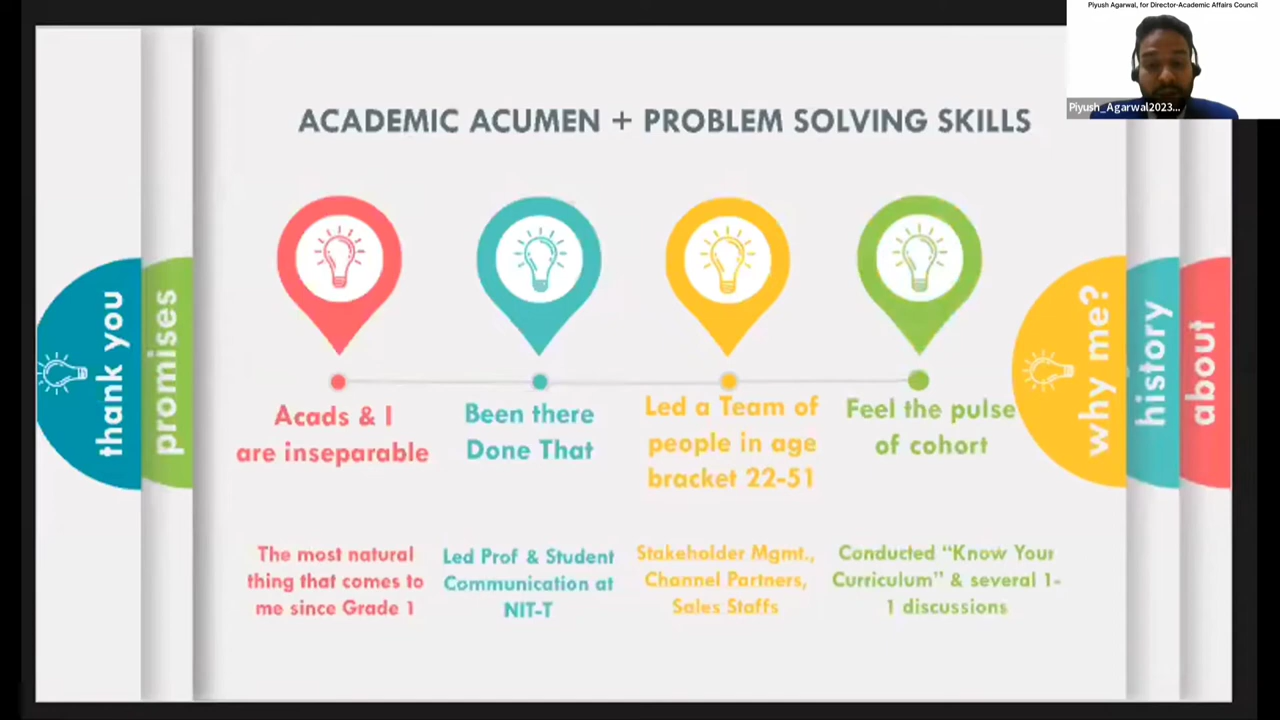 Piyush Agarwal, for Director-Academic Affairs Council
Piyush_Agarwal2023...
ACADEMIC ACUMEN + PROBLEM SOLVING SKILLS
thank you
promises
Acads & I
are inseparable
The most natural
thing that comes to
me since Grade 1
Been there
Done That
Led Prof & Student
Communication at
NIT-T
Led a Team of
people in age
bracket 22-51
Stakeholder Mgmt.,
Channel Partners,
Sales Staffs
Feel the pulse
of cohort
Conducted “Know Your
Curriculum” & several 1-
1 discussions
why me?
history
about